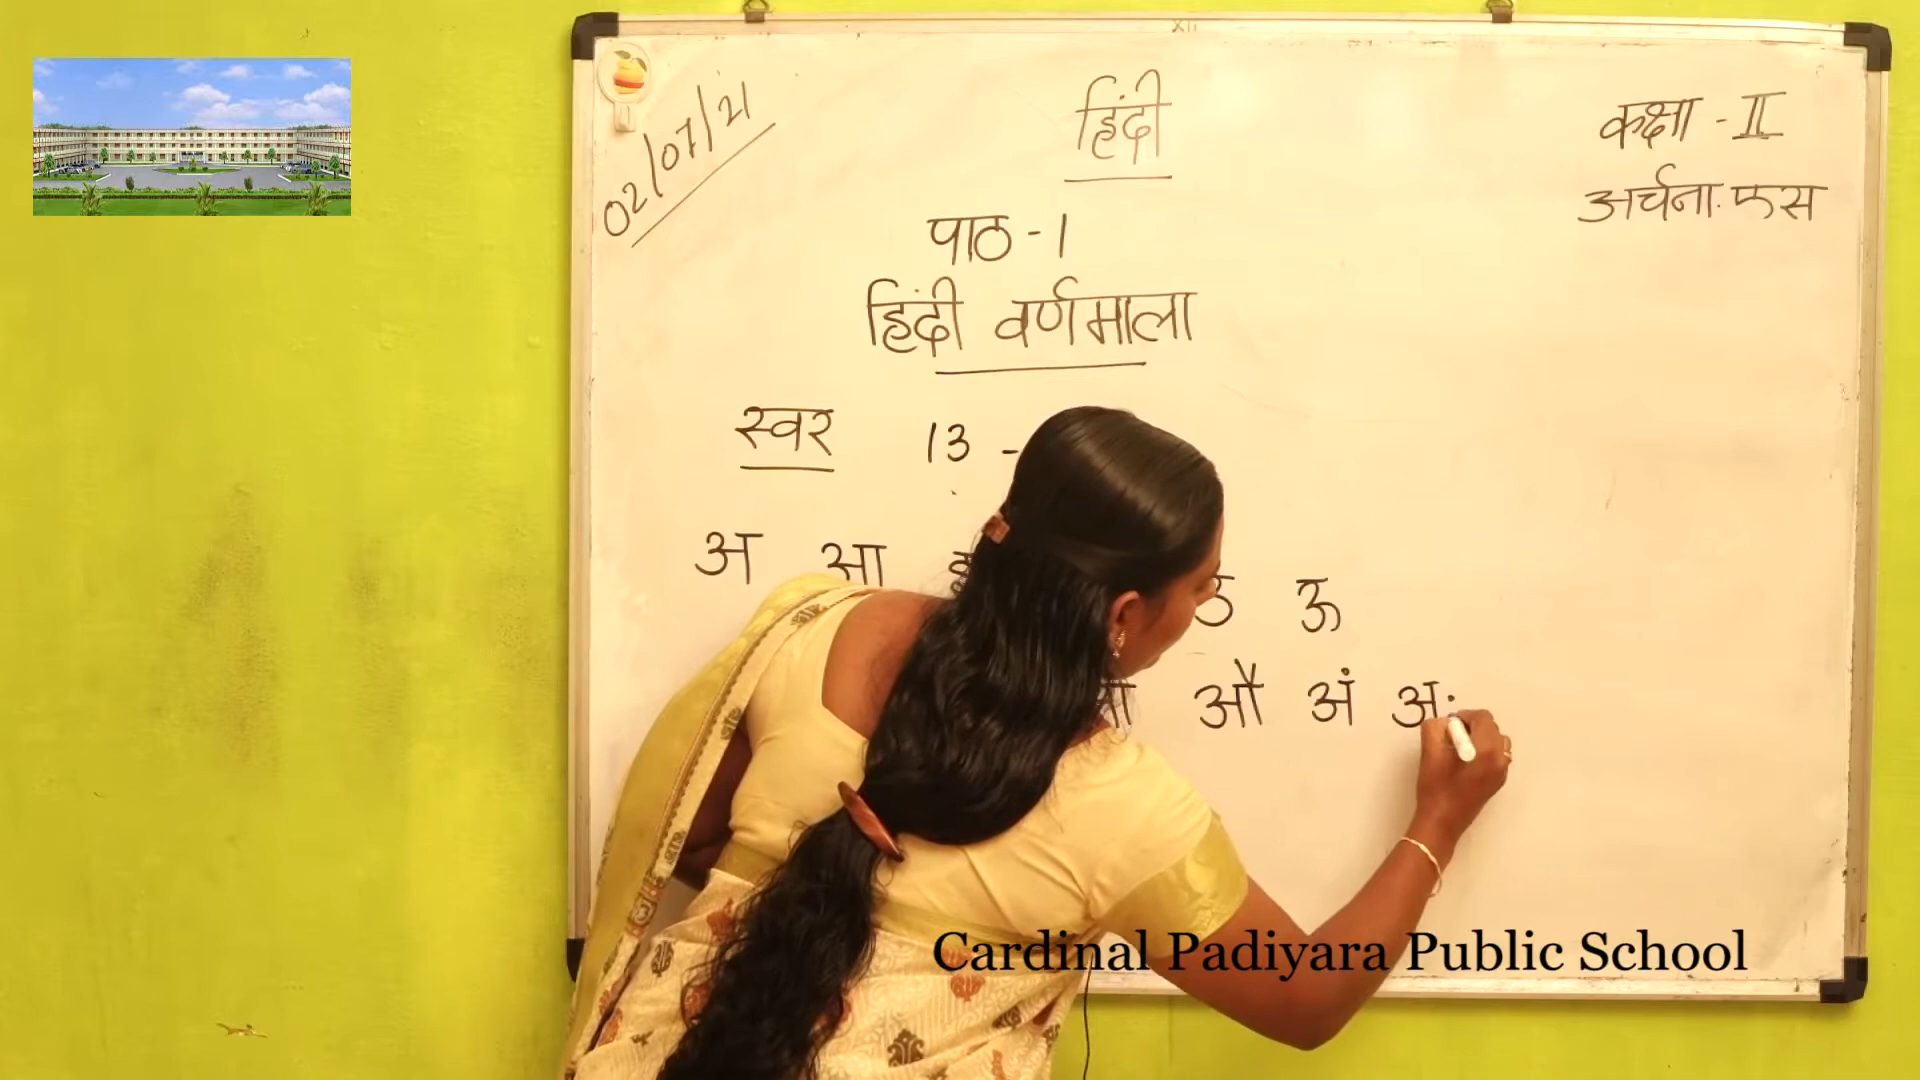 02/07/21
हिंदी
कक्षा - II
अर्चना. एस
पाठ - 1
हिंदी वर्णमाला
स्वर 13 -
अ आ ऊ
औ अं अः
Cardinal Padiyara Public School